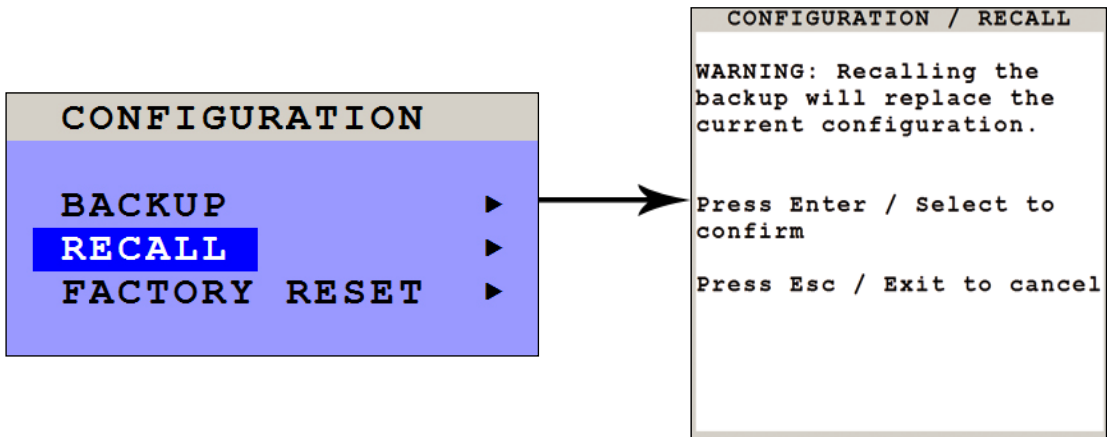 CONFIGURATION
BACKUP
RECALL
FACTORY RESET
CONFIGURATION / RECALL
WARNING: Recalling the
backup will replace the
current configuration.
Press Enter / Select to
confirm
Press Esc / Exit to cancel